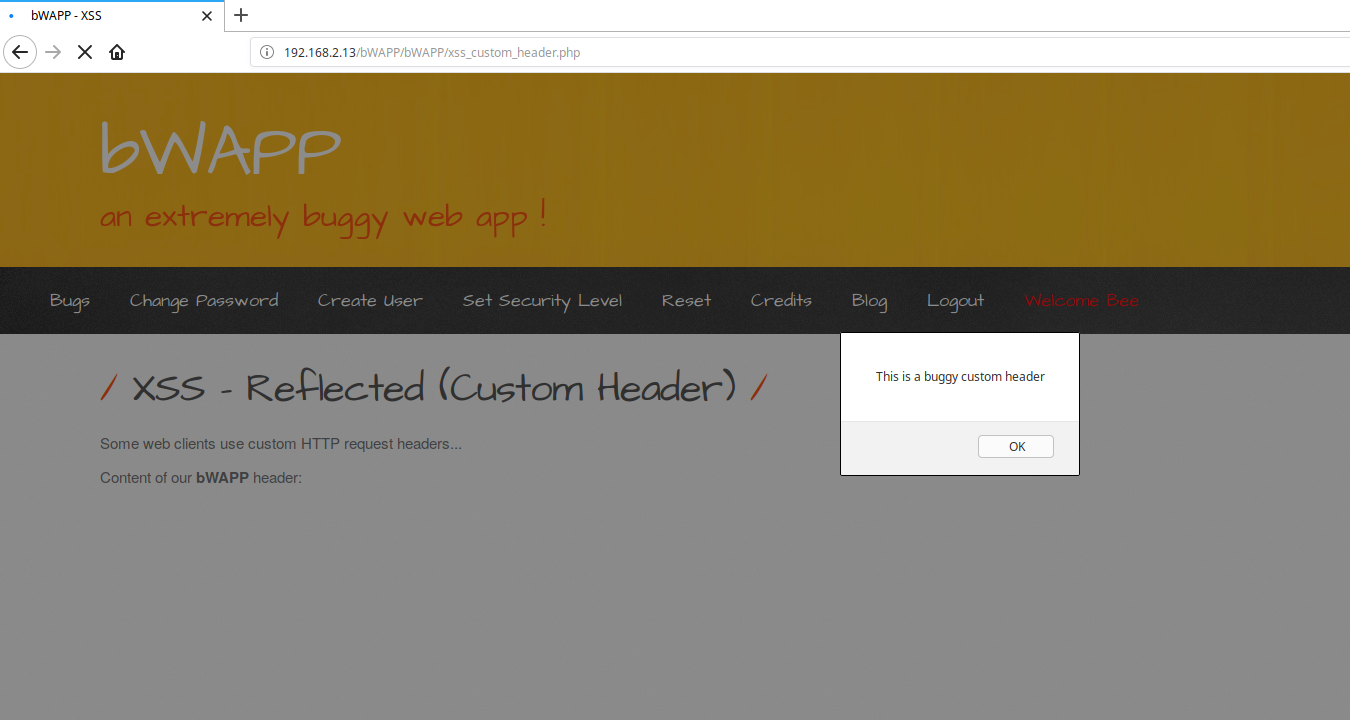 bWAPP - XSS
192.168.2.13/bWAPP/bWAPP/xss_custom_header.php
bWAPP
an extremely buggy web app !
Bugs Change Password Create User Set Security Level Reset Credits Blog Logout Welcome Bee
/ XSS - Reflected (Custom Header) /
Some web clients use custom HTTP request headers...
Content of our bWAPP header:
This is a buggy custom header
OK